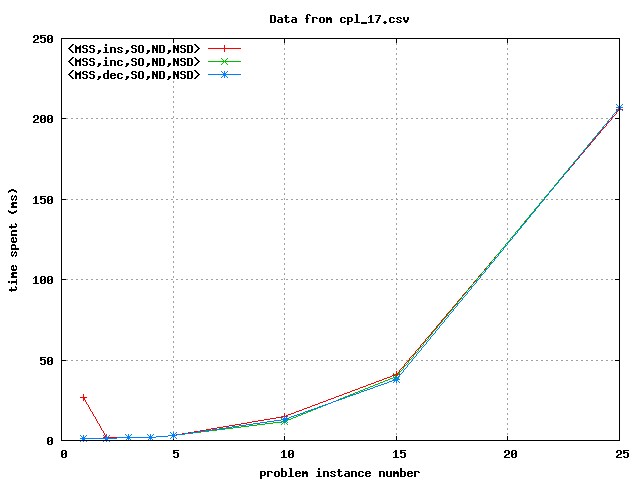 Data from cpl_17.csv
250
200
150
100
50
0
<MSS,ins,SO,ND,NSD>
<MSS,inc,SO,ND,NSD>
<MSS,dec,SO,ND,NSD>
time spent (ms)
0 5 10 15 20 25
problem instance number